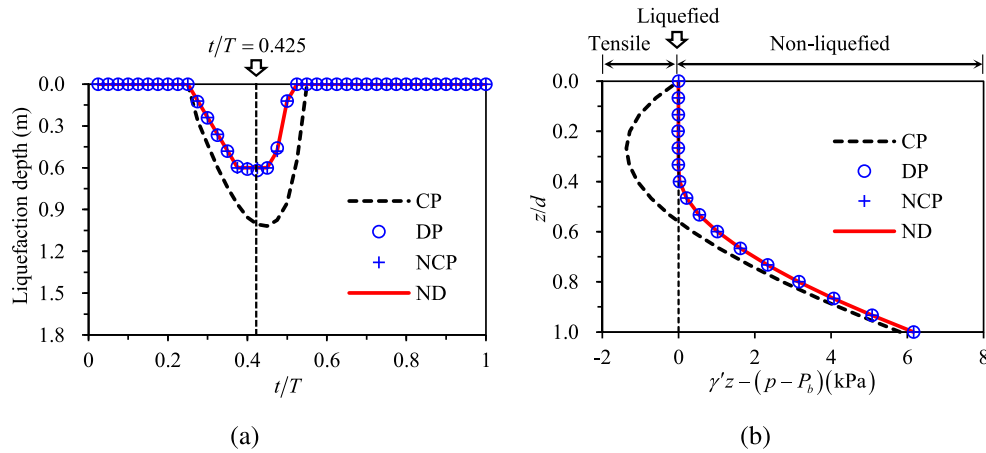 t/T = 0.425
0.0
0.3
0.6
0.9
1.2
1.5
1.8
Liquefaction depth (m)
CP
DP
NCP
ND
0 0.2 0.4 0.6 0.8 1
t/T
(a)
Liquefied
Tensile Non-liquefied
0.0
0.2
0.4
0.6
0.8
1.0
z/d
CP
DP
NCP
ND
-2 0 2 4 6 8
γ′z − (p − P_b) (kPa)
(b)